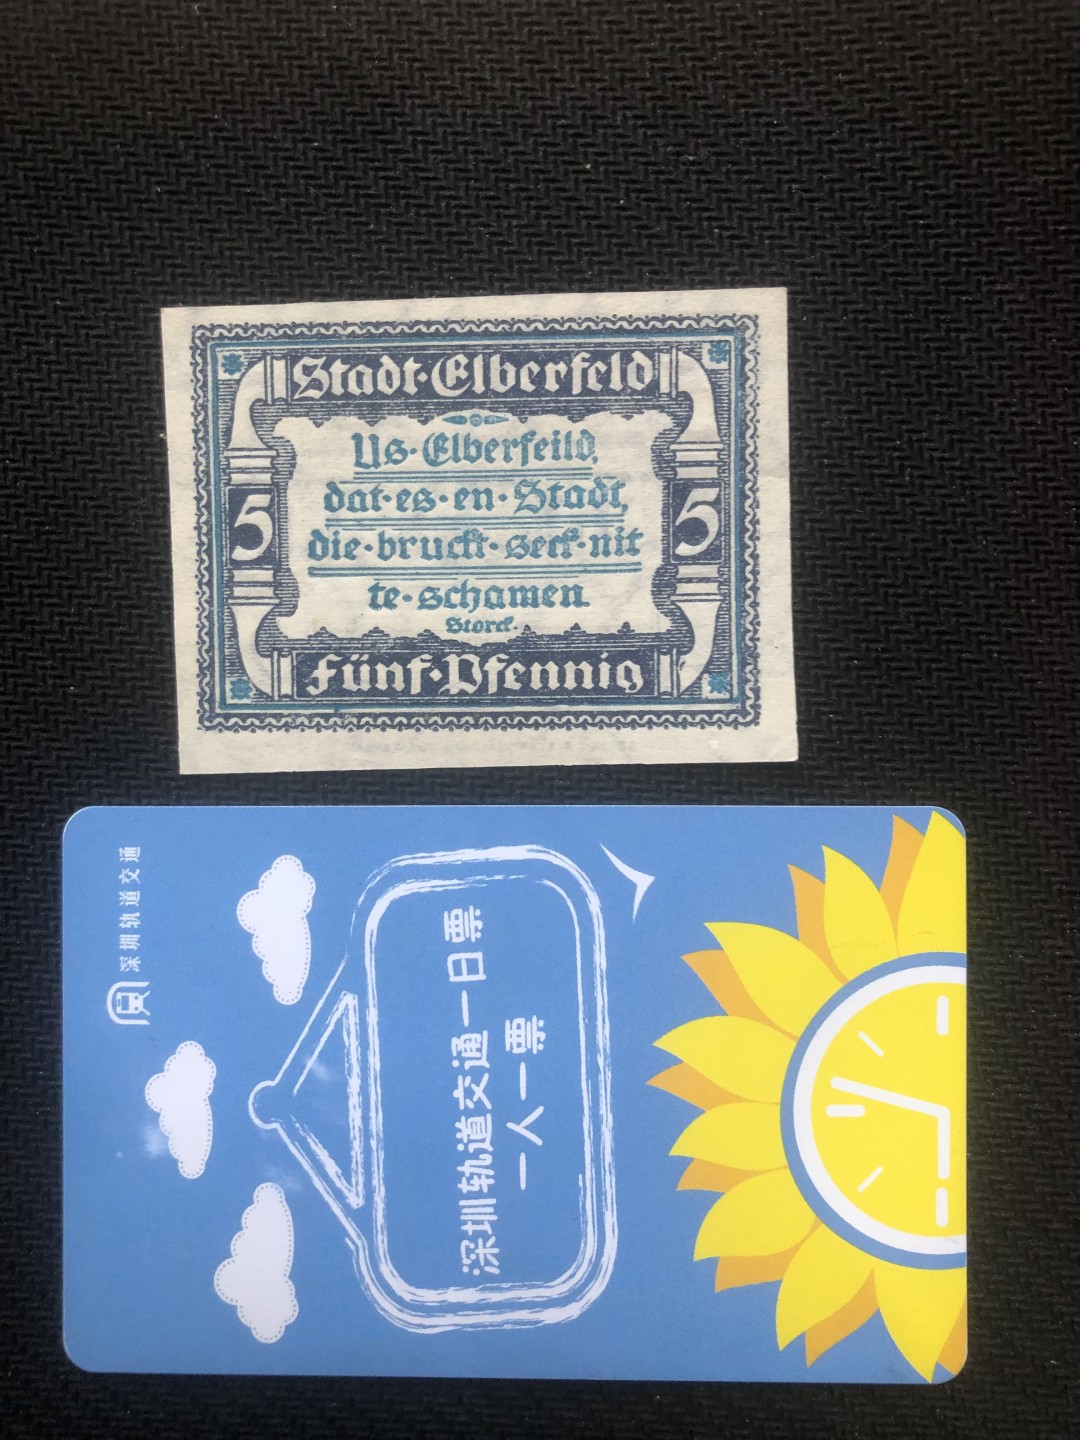 Stadt·Elberfeld
Us·Elberfeild,
dat·es·en·Stadt,
die·bruckt·seck·nit
te·schamen.
Storck.
5
5
Fünf·Pfennig
深圳轨道交通
深圳轨道交通一日票
一人一票